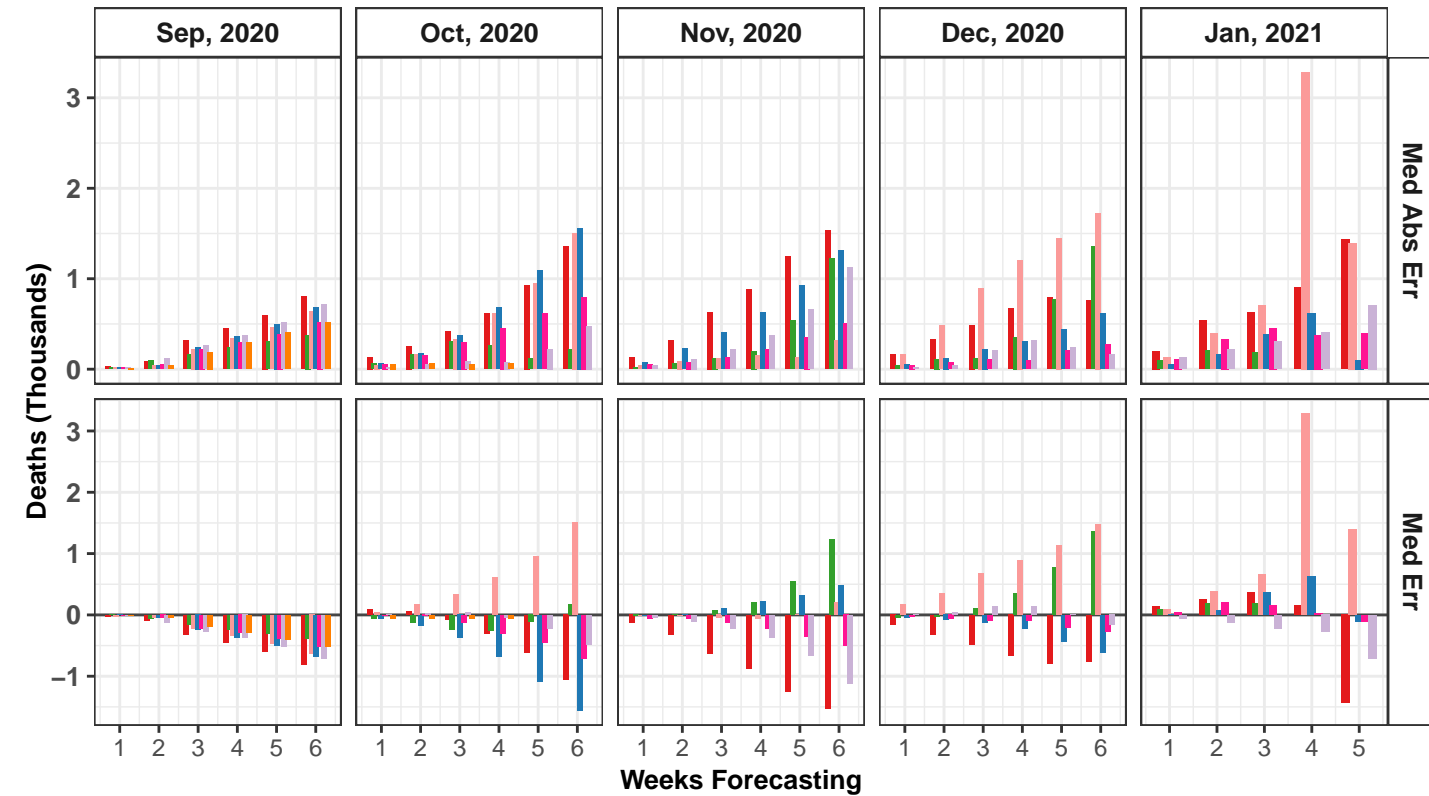 Sep, 2020 Oct, 2020 Nov, 2020 Dec, 2020 Jan, 2021
Deaths (Thousands)
3
2
1
0
Med Abs Err
3
2
1
0
−1
Med Err
1 2 3 4 5 6 1 2 3 4 5 6 1 2 3 4 5 6 1 2 3 4 5 6 1 2 3 4 5
Weeks Forecasting